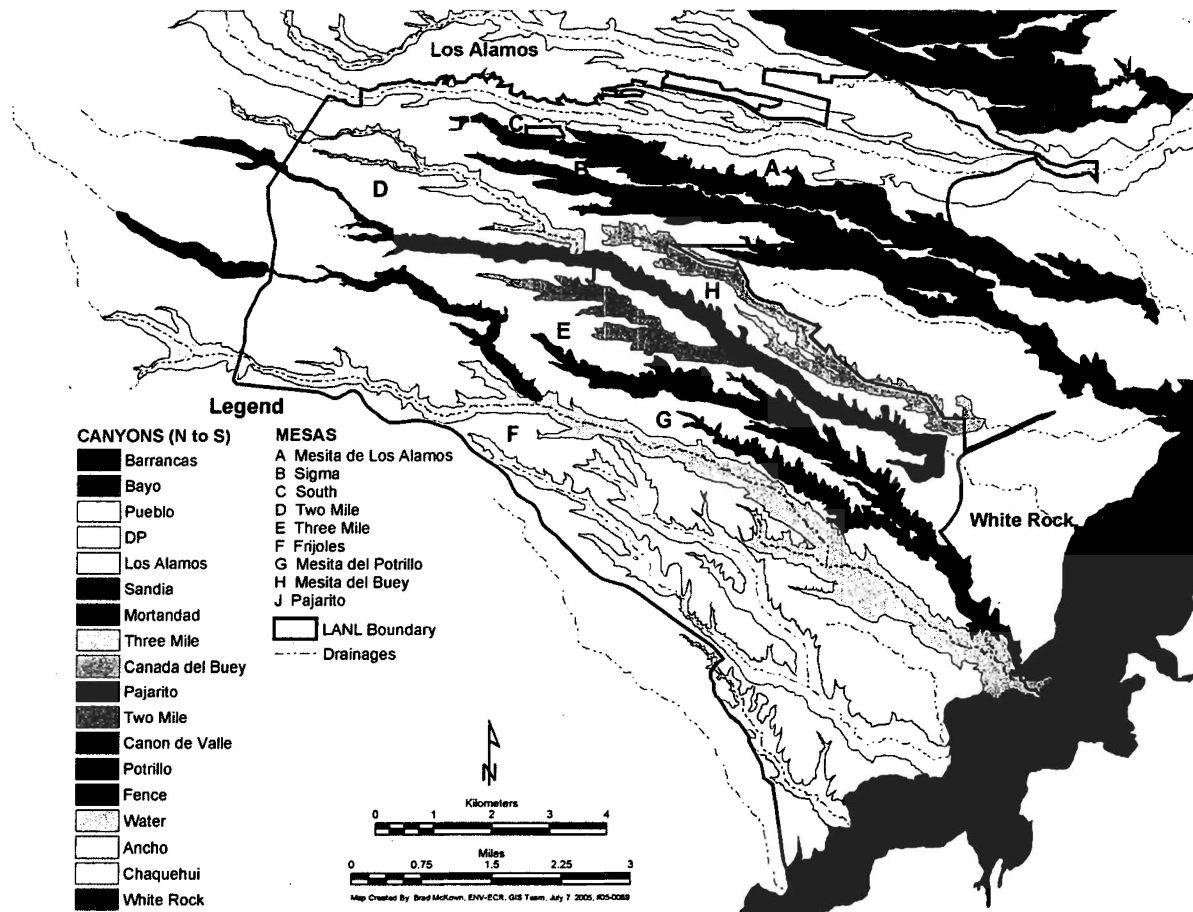 Los Alamos
C
B
A
D
J
H
E
G
F
White Rock
Legend
CANYONS (N to S)
Barrancas
Bayo
Pueblo
DP
Los Alamos
Sandia
Mortandad
Three Mile
Canada del Buey
Pajarito
Two Mile
Canon de Valle
Potrillo
Fence
Water
Ancho
Chaquehui
White Rock
MESAS
A Mesita de Los Alamos
B Sigma
C South
D Two Mile
E Three Mile
F Frijoles
G Mesita del Potrillo
H Mesita del Buey
J Pajarito
LANL Boundary
Drainages
N
Kilometers
0 1 2 3 4
Miles
0 0.75 1.5 2.25 3
Map Created By Brad McKown, ENV-ECR, GIS Team, July 7 2005, #05-0069